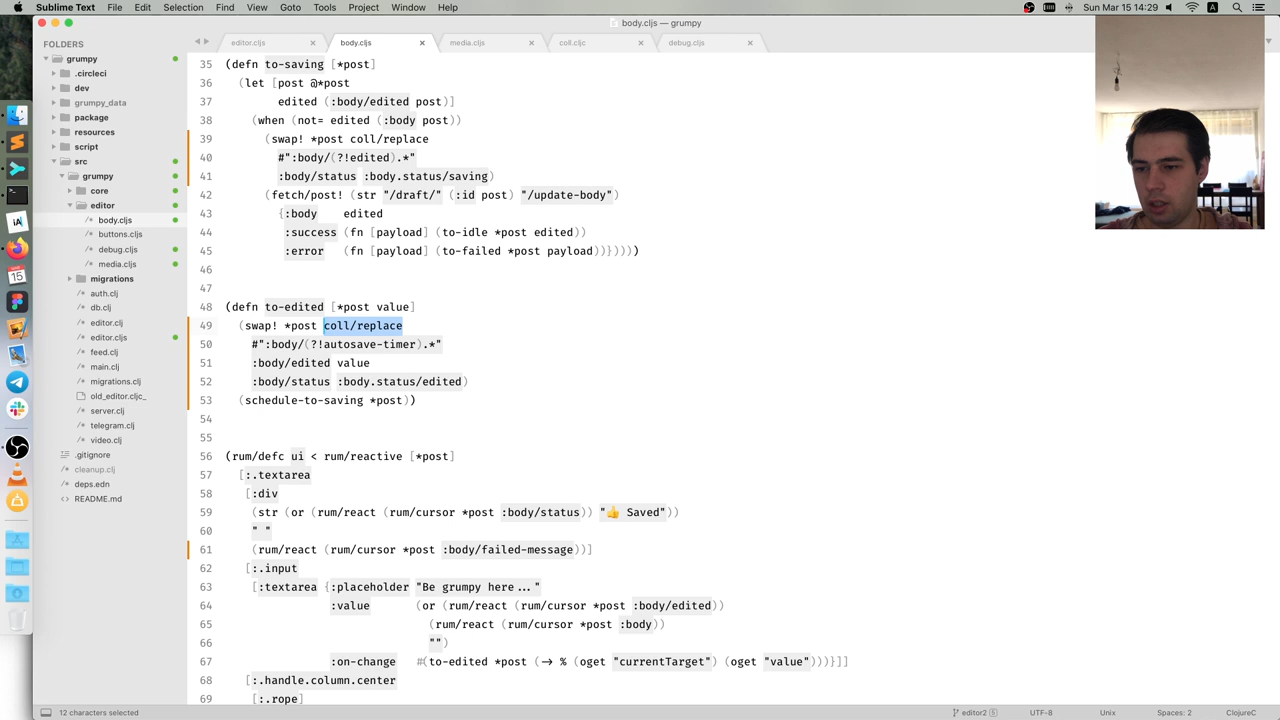 Sublime Text File Edit Selection Find View Goto Tools Project Window Help Sun Mar 15 14:29
body.cljs — grumpy
editor.cljs body.cljs media.cljs coll.cljc debug.cljs
FOLDERS
grumpy
.circleci
dev
grumpy_data
package
resources
script
src
grumpy
core
editor
body.cljs
buttons.cljs
debug.cljs
media.cljs
migrations
auth.clj
db.clj
editor.clj
editor.cljs
feed.clj
main.clj
migrations.clj
old_editor.cljc_
server.clj
telegram.clj
video.clj
.gitignore
cleanup.clj
deps.edn
README.md
35 (defn to-saving [*post]
36 (let [post @*post
37 edited (:body/edited post)]
38 (when (not= edited (:body post))
39 (swap! *post coll/replace
40 #":body/(?!edited).*"
41 :body/status :body.status/saving)
42 (fetch/post! (str "/draft/" (:id post) "/update-body")
43 {:body edited
44 :success (fn [payload] (to-idle *post edited))
45 :error (fn [payload] (to-failed *post payload))}))))
46
47
48 (defn to-edited [*post value]
49 (swap! *post coll/replace
50 #":body/(?!autosave-timer).*"
51 :body/edited value
52 :body/status :body.status/edited)
53 (schedule-to-saving *post))
54
55
56 (rum/defc ui < rum/reactive [*post]
57 [:.textarea
58 [:div
59 (str (or (rum/react (rum/cursor *post :body/status)) "👍 Saved"))
60 " "
61 (rum/react (rum/cursor *post :body/failed-message))]
62 [:.input
63 [:textarea {:placeholder "Be grumpy here..."
64 :value (or (rum/react (rum/cursor *post :body/edited))
65 (rum/react (rum/cursor *post :body))
66 "")
67 :on-change #(to-edited *post (-> % (oget "currentTarget") (oget "value")))}]]
68 [:.handle.column.center
69 [:.rope]
12 characters selected editor2 5 UTF-8 Unix Spaces: 2 ClojureC